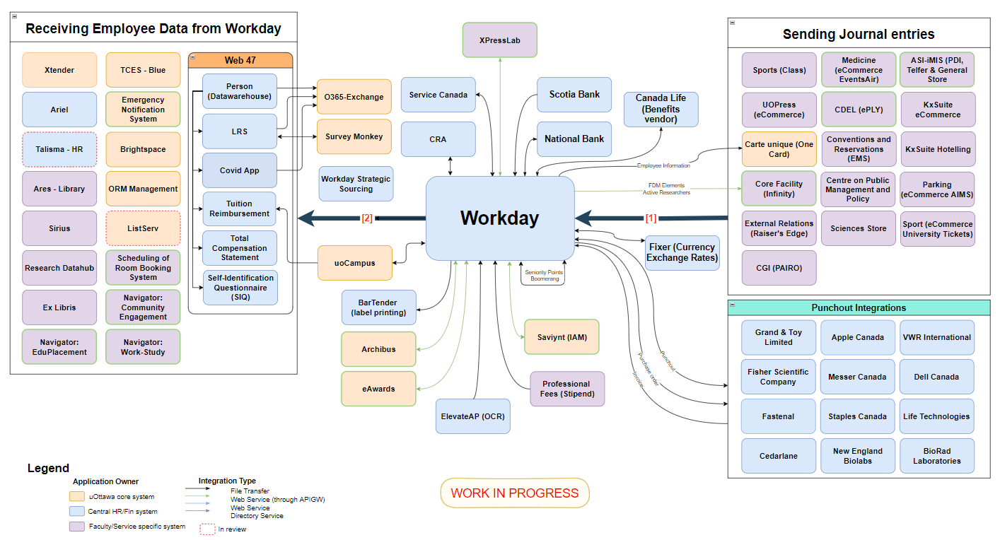 Receiving Employee Data from Workday
Xtender
TCES - Blue
Ariel
Emergency
Notification
System
Talisma - HR
Brightspace
Ares - Library
ORM Management
Sirius
ListServ
Research Datahub
Scheduling of
Room Booking
System
Ex Libris
Navigator:
Community
Engagement
Navigator:
EduPlacement
Navigator:
Work-Study
Web 47
Person
(Datawarehouse)
LRS
Covid App
Tuition
Reimbursement
Total
Compensation
Statement
Self-Identification
Questionnaire
(SIQ)
O365-Exchange
Survey Monkey
Workday Strategic
Sourcing
XPressLab
Service Canada
CRA
Scotia Bank
National Bank
Canada Life
(Benefits
vendor)
Employee Information
FDM Elements
Active Researchers
Workday
[2]
[1]
uoCampus
Fixer (Currency
Exchange Rates)
Seniority Points
Boomerang
BarTender
(label printing)
Archibus
eAwards
ElevateAP (OCR)
Saviynt (IAM)
Professional
Fees (Stipend)
Punchout
Purchase order
Invoice
Sending Journal entries
Sports (Class)
Medicine
(eCommerce
EventsAir)
ASI-iMIS (PDI,
Telfer & General
Store
UOPress
(eCommerce)
CDEL (ePLY)
KxSuite
eCommerce
Carte unique (One
Card)
Conventions and
Reservations
(EMS)
KxSuite Hotelling
Core Facility
(Infinity)
Centre on Public
Management and
Policy
Parking
(eCommerce AIMS)
External Relations
(Raiser's Edge)
Sciences Store
Sport (eCommerce
University Tickets)
CGI (PAIRO)
Punchout Integrations
Grand & Toy
Limited
Apple Canada
VWR International
Fisher Scientific
Company
Messer Canada
Dell Canada
Fastenal
Staples Canada
Life Technologies
Cedarlane
New England
Biolabs
BioRad
Laboratories
Legend
Application Owner
uOttawa core system
Central HR/Fin system
Faculty/Service specific system
Integration Type
File Transfer
Web Service (through APIGW)
Web Service
Directory Service
In review
WORK IN PROGRESS